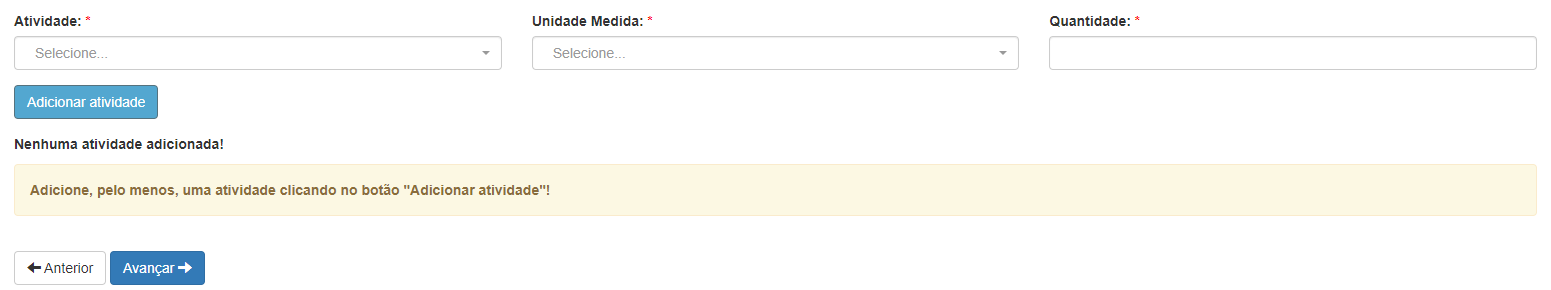 Atividade: * Unidade Medida: * Quantidade: *
Selecione... Selecione...
Adicionar atividade
Nenhuma atividade adicionada!
Adicione, pelo menos, uma atividade clicando no botão "Adicionar atividade"!
Anterior Avançar